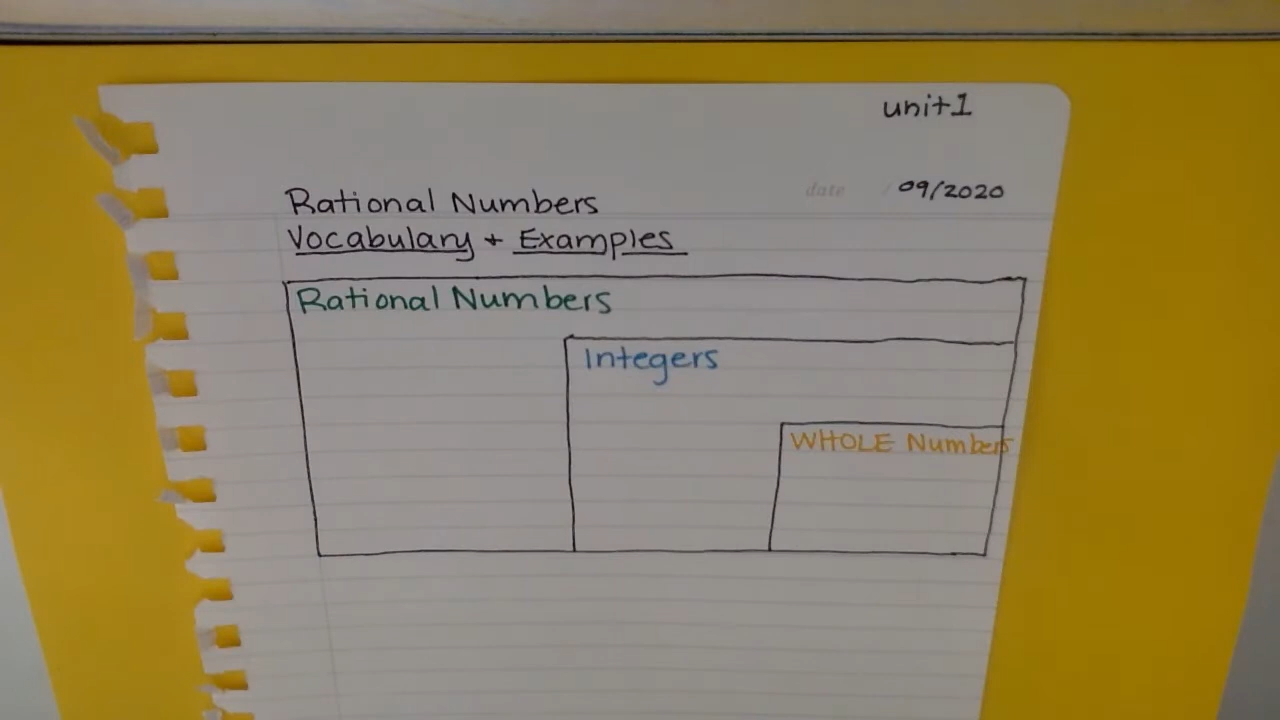 unit1
date / 09/2020
Rational Numbers
Vocabulary + Examples
Rational Numbers
Integers
WHOLE Numbers